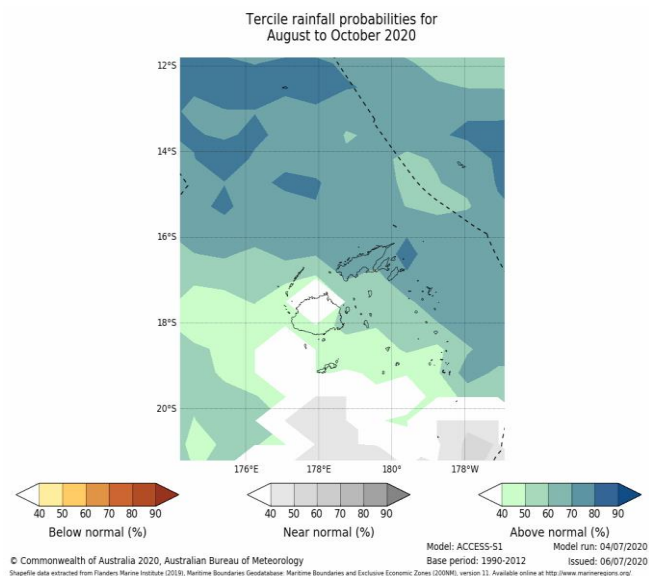 Tercile rainfall probabilities for
August to October 2020
12°S
14°S
16°S
18°S
20°S
176°E 178°E 180° 178°W
40 50 60 70 80 90 40 50 60 70 80 90 40 50 60 70 80 90
Below normal (%) Near normal (%) Above normal (%)
Model: ACCESS-S1 Model run: 04/07/2020
© Commonwealth of Australia 2020, Australian Bureau of Meteorology Base period: 1990-2012 Issued: 06/07/2020
Shapefile data extracted from Flanders Marine Institute (2019), Maritime Boundaries Geodatabase: Maritime Boundaries and Exclusive Economic Zones (200NM), version 11. Available online at http://www.marineregions.org/.